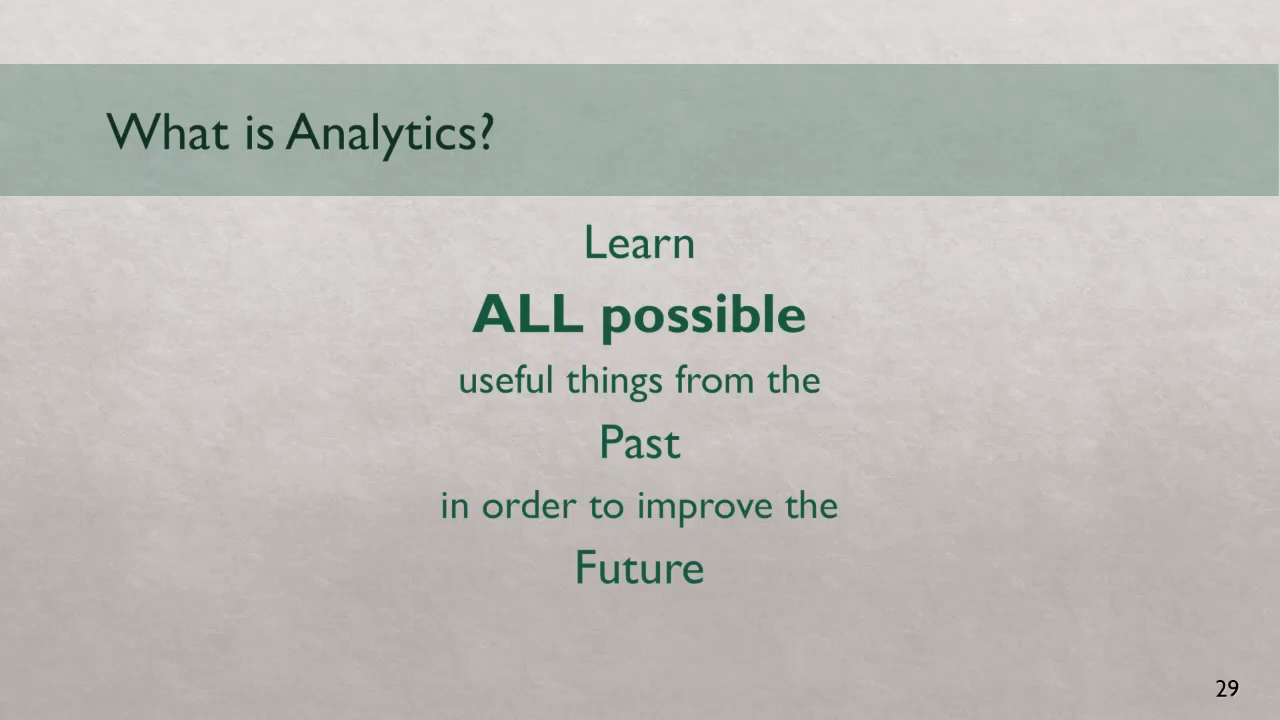 What is Analytics?
Learn
ALL possible
useful things from the
Past
in order to improve the
Future
29